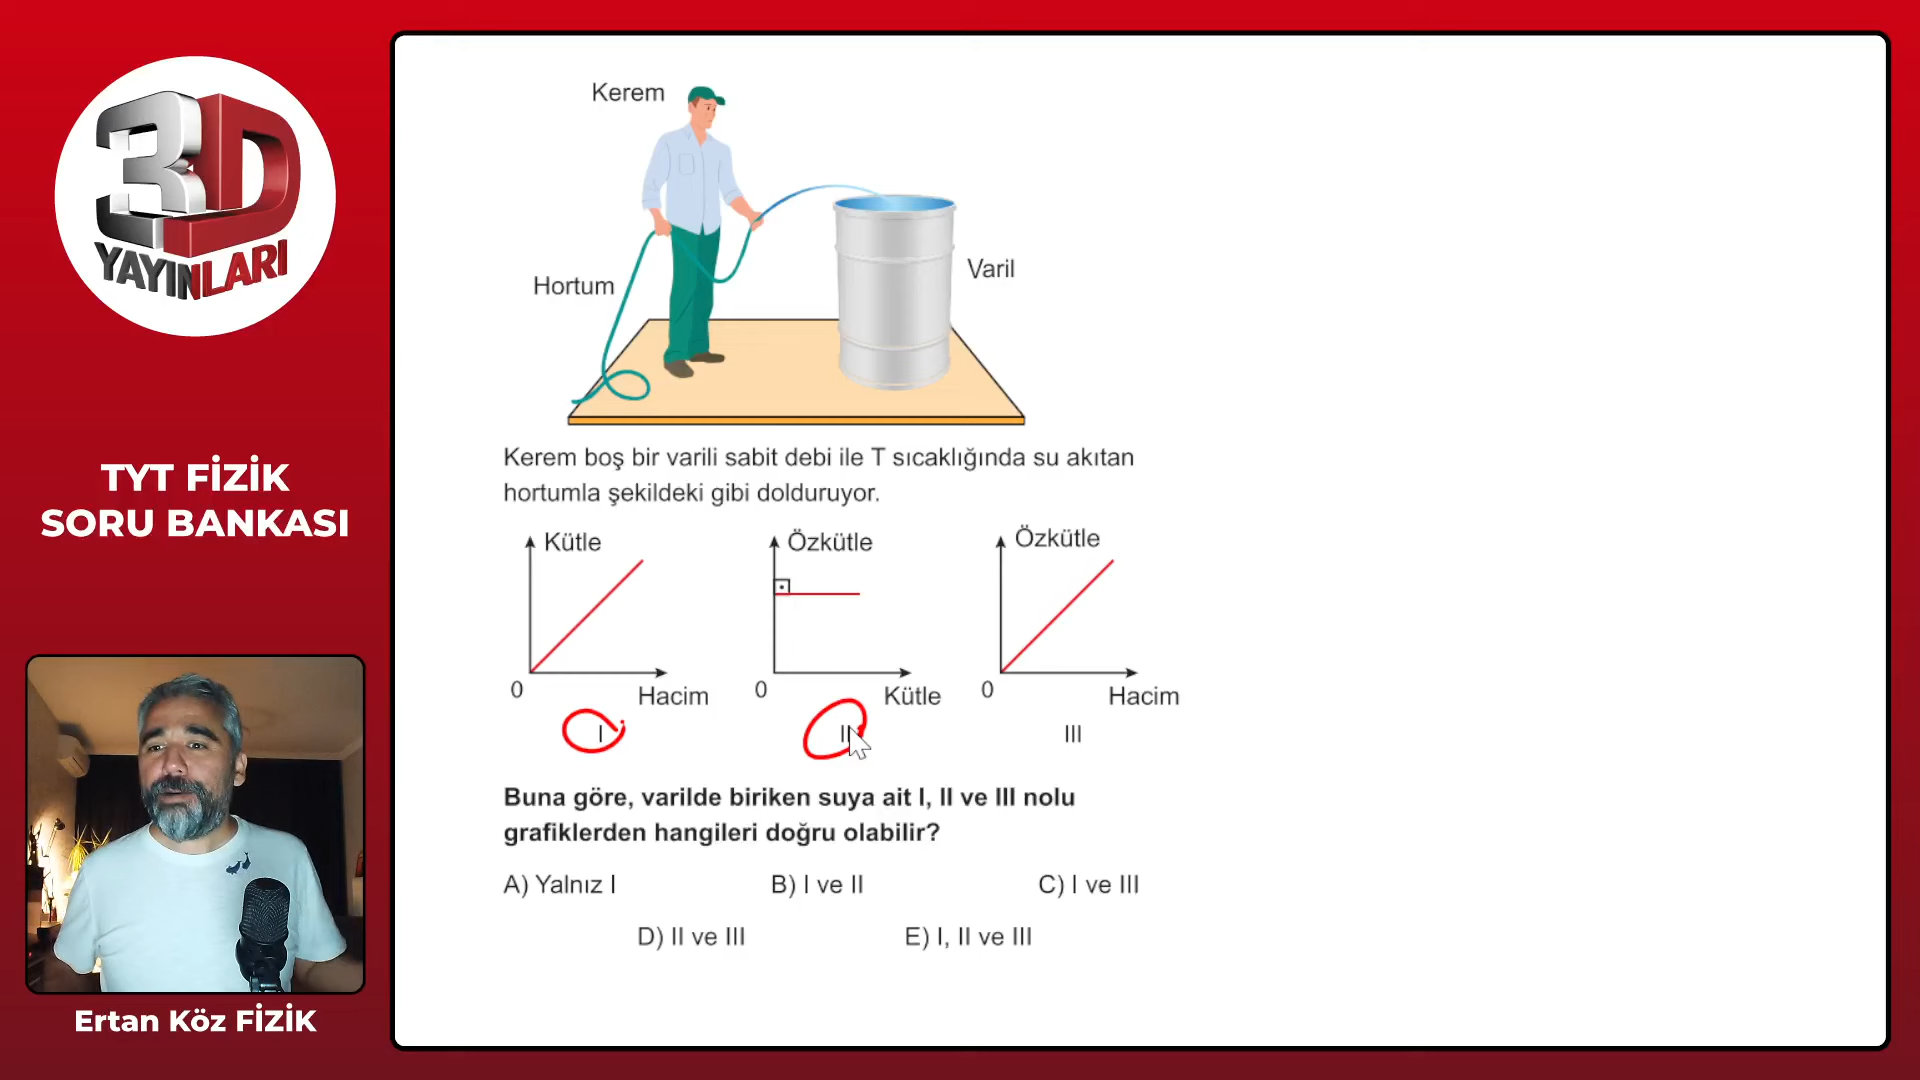 3D
YAYINLARI
TYT FİZİK
SORU BANKASI
Ertan Köz FİZİK
Kerem
Hortum
Varil
Kerem boş bir varili sabit debi ile T sıcaklığında su akıtan
hortumla şekildeki gibi dolduruyor.
Kütle
0
Hacim
I
Özkütle
0
Kütle
II
Özkütle
0
Hacim
III
Buna göre, varilde biriken suya ait I, II ve III nolu
grafiklerden hangileri doğru olabilir?
A) Yalnız I B) I ve II C) I ve III
D) II ve III E) I, II ve III